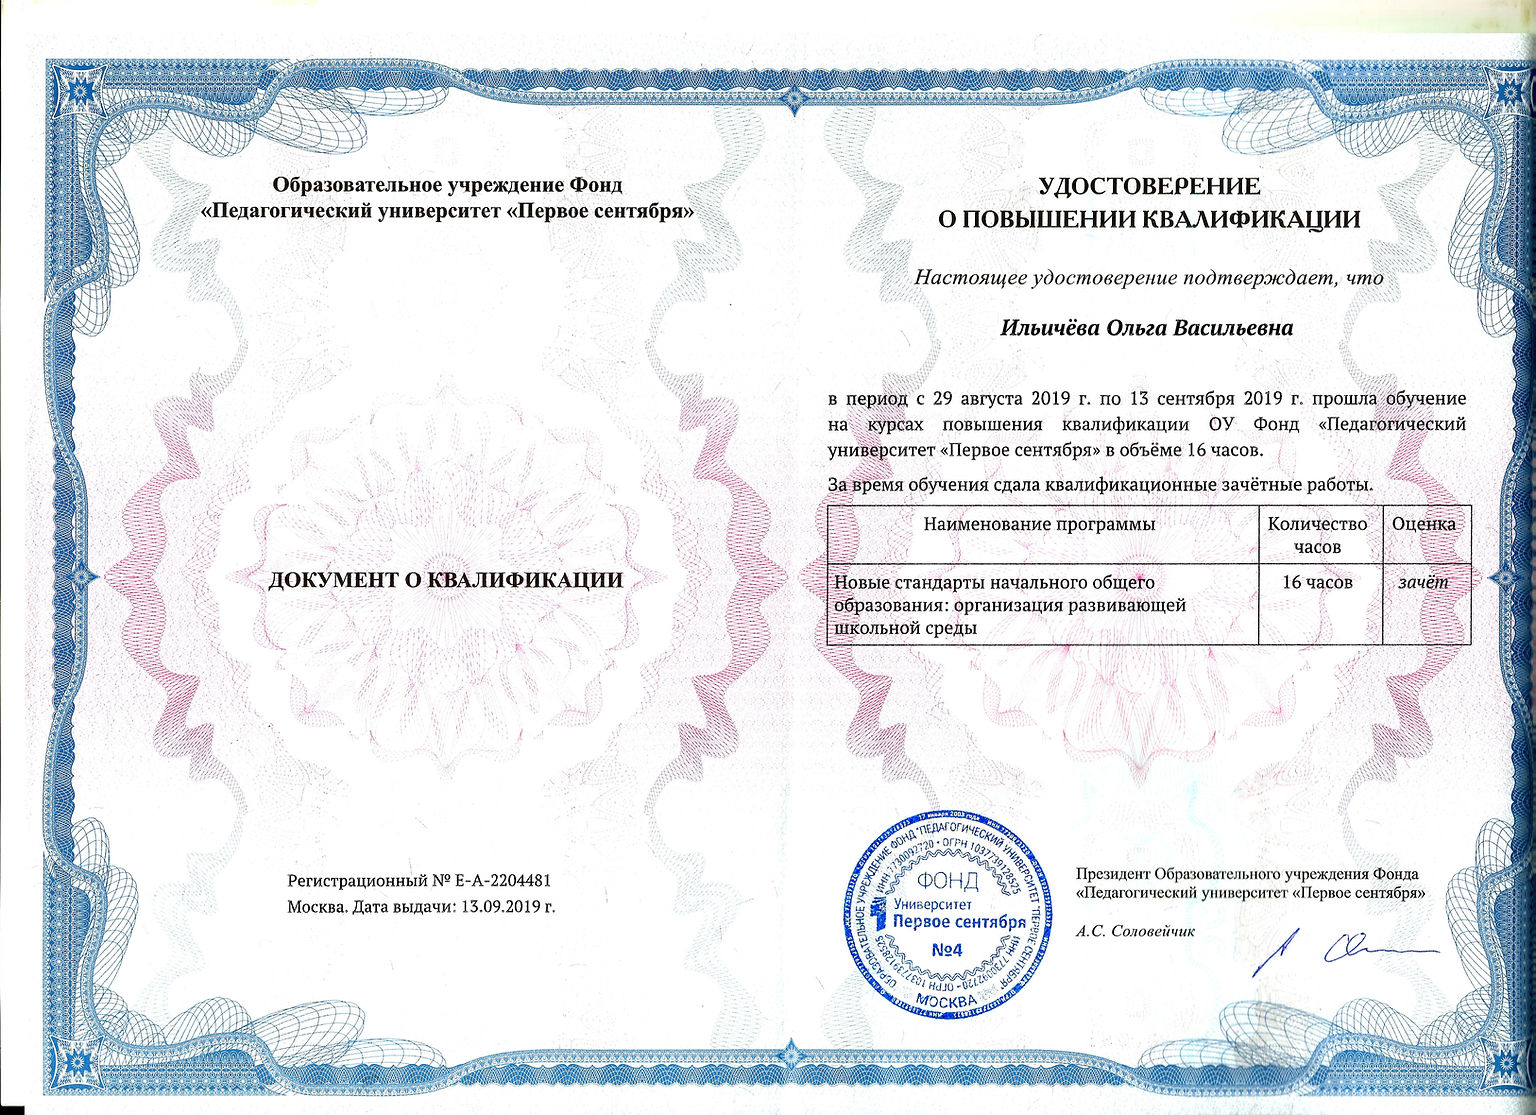 Образовательное учреждение Фонд
«Педагогический университет «Первое сентября»
ДОКУМЕНТ О КВАЛИФИКАЦИИ
Регистрационный № Е-А-2204481
Москва. Дата выдачи: 13.09.2019 г.
УДОСТОВЕРЕНИЕ
О ПОВЫШЕНИИ КВАЛИФИКАЦИИ
Настоящее удостоверение подтверждает, что
Ильичёва Ольга Васильевна
в период с 29 августа 2019 г. по 13 сентября 2019 г. прошла обучение
на курсах повышения квалификации ОУ Фонд «Педагогический
университет «Первое сентября» в объёме 16 часов.
За время обучения сдала квалификационные зачётные работы.
Наименование программы
Количество
часов
Оценка
Новые стандарты начального общего
образования: организация развивающей
школьной среды
16 часов
зачёт
ОБРАЗОВАТЕЛЬНОЕ УЧРЕЖДЕНИЕ ФОНД "ПЕДАГОГИЧЕСКИЙ УНИВЕРСИТЕТ "ПЕРВОЕ СЕНТЯБРЯ"
ИНН 7730092720 • ОГРН 1037739128525
ФОНД
Университет
Первое сентября
№4
МОСКВА
Президент Образовательного учреждения Фонда
«Педагогический университет «Первое сентября»
А.С. Соловейчик